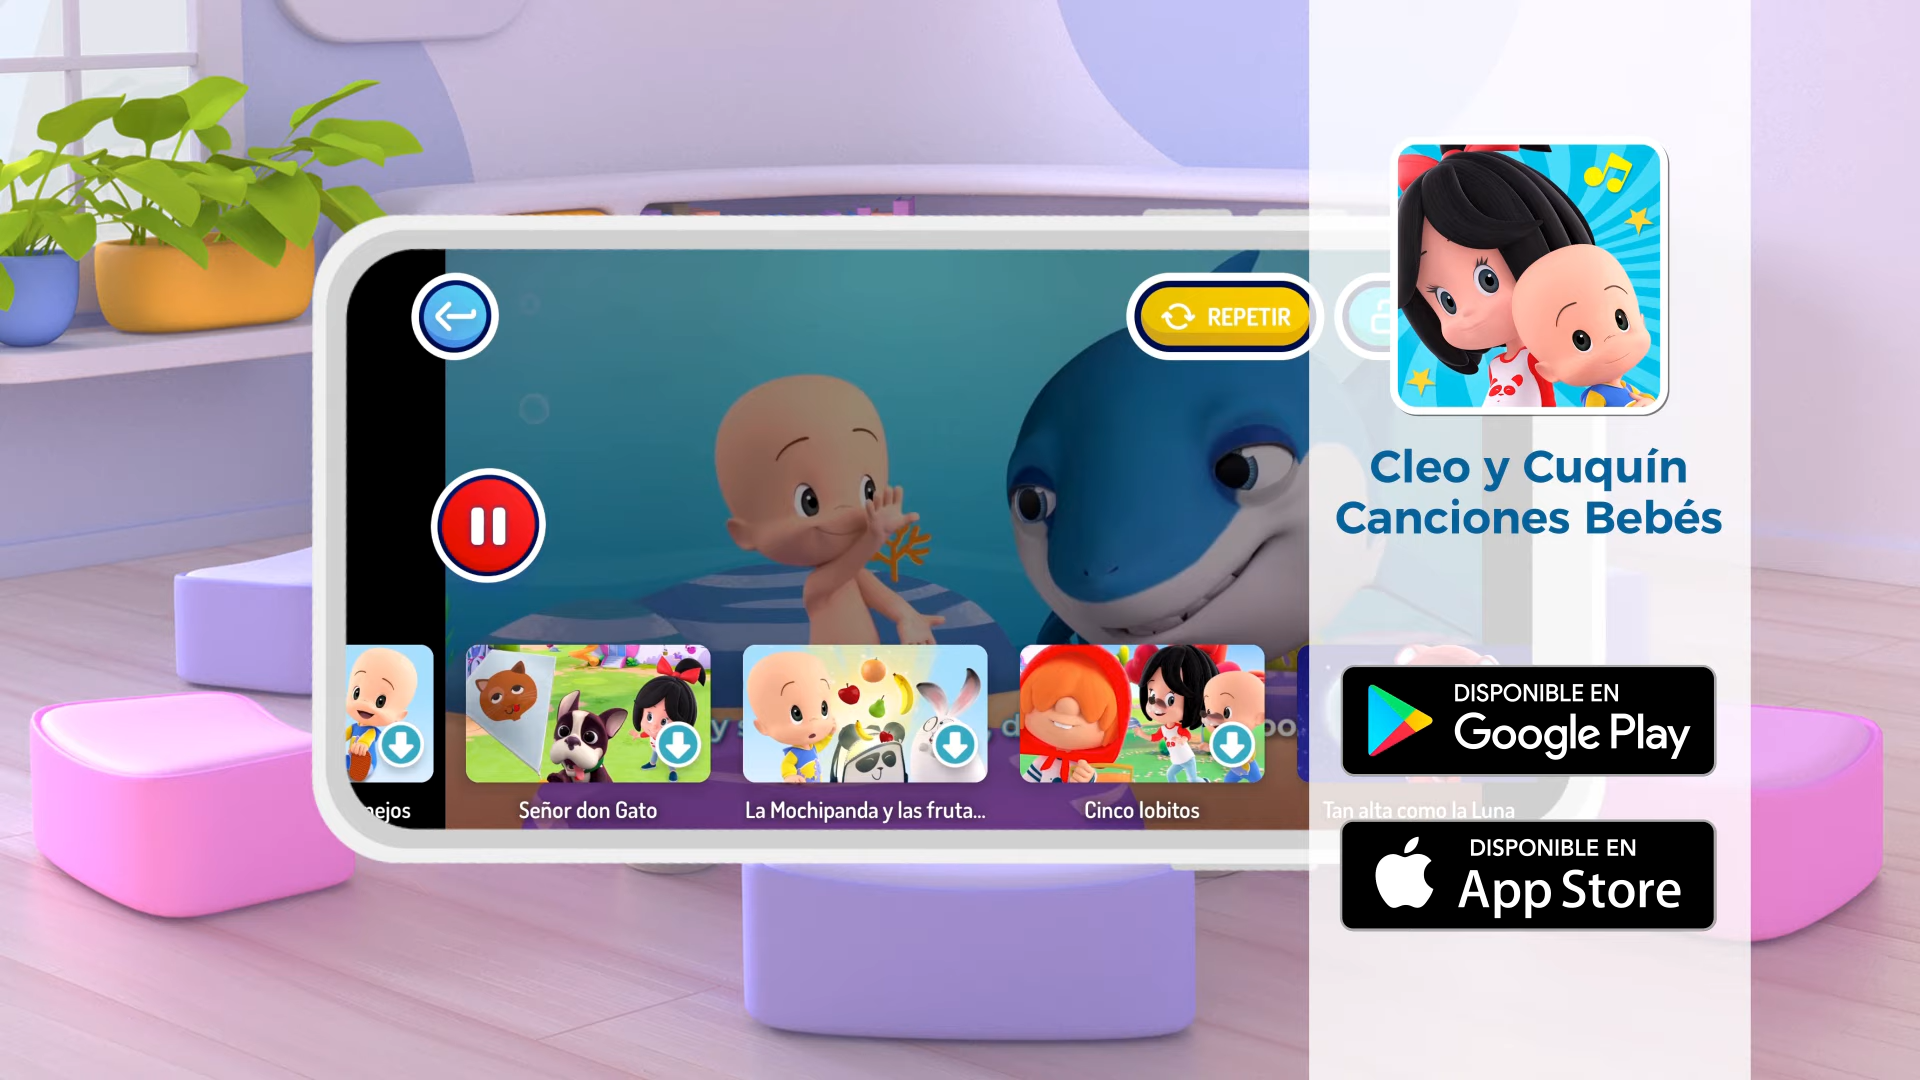 REPETIR
Cleo y Cuquín
Canciones Bebés
Señor don Gato
La Mochipanda y las fruta...
Cinco lobitos
Tan alta como la Luna
DISPONIBLE EN
Google Play
DISPONIBLE EN
App Store